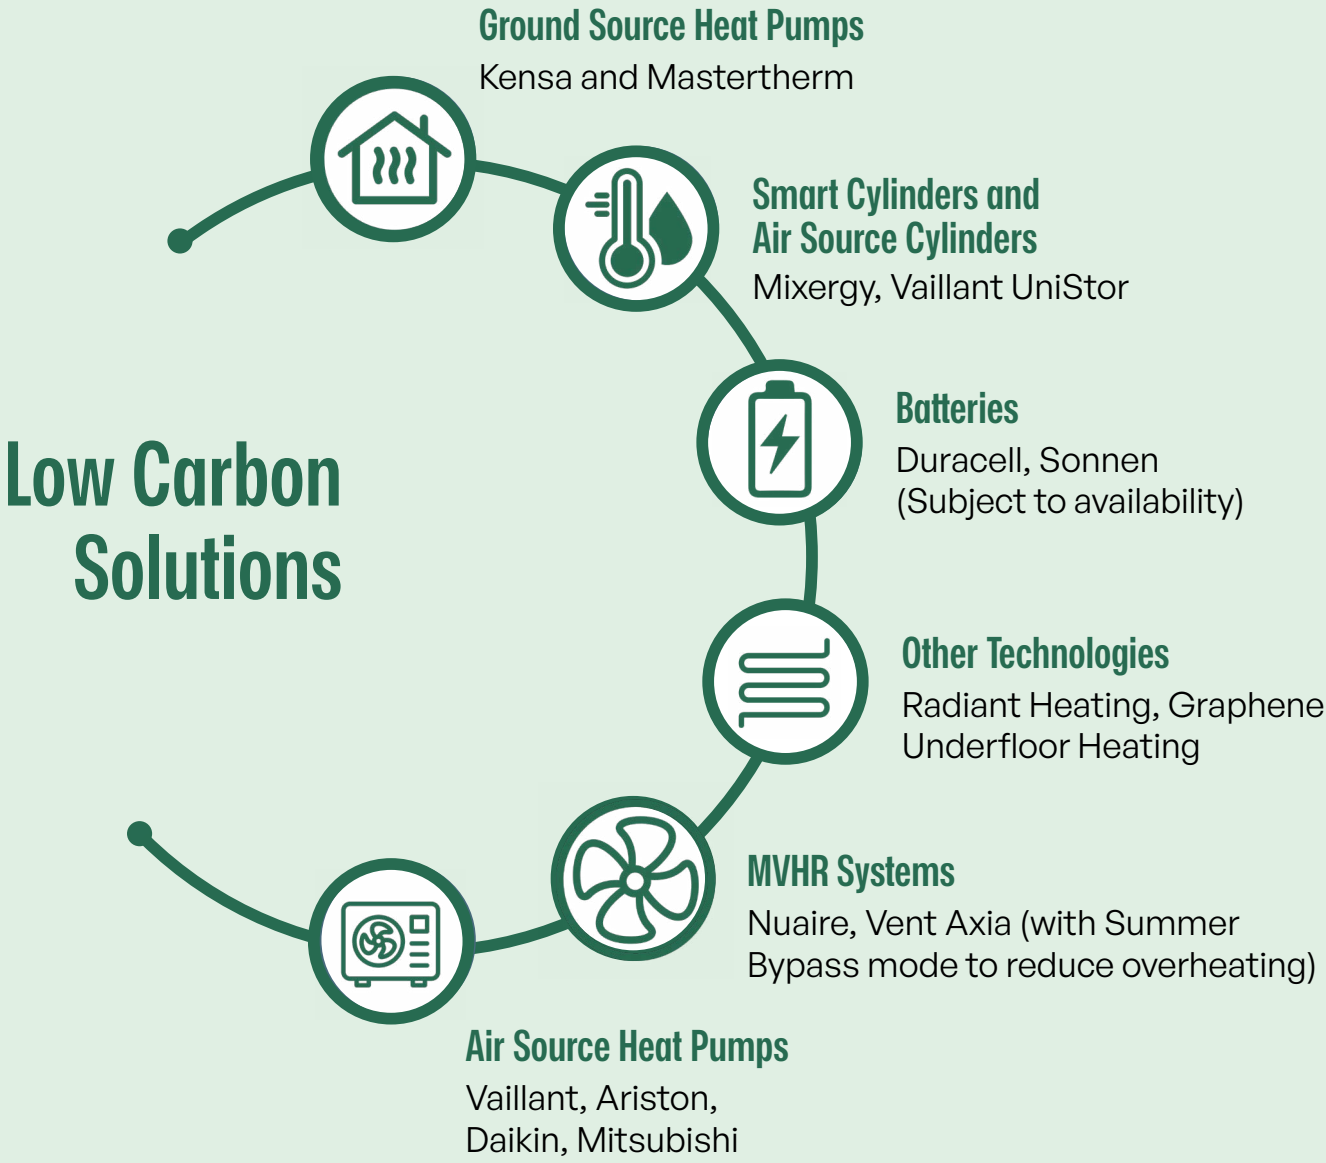 Ground Source Heat Pumps
Kensa and Mastertherm
Smart Cylinders and
Air Source Cylinders
Mixergy, Vaillant UniStor
Batteries
Duracell, Sonnen
(Subject to availability)
Low Carbon
Solutions
Other Technologies
Radiant Heating, Graphene
Underfloor Heating
MVHR Systems
Nuaire, Vent Axia (with Summer
Bypass mode to reduce overheating)
Air Source Heat Pumps
Vaillant, Ariston,
Daikin, Mitsubishi